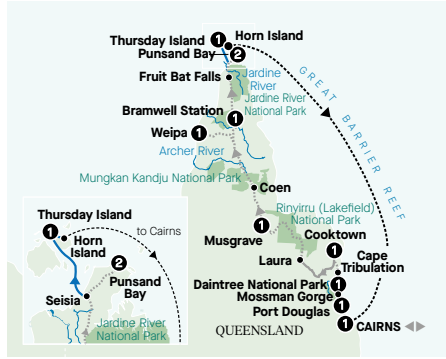 Thursday Island 1 Horn Island
Punsand Bay 2
Fruit Bat Falls
Jardine
River
Jardine River
National Park
GREAT BARRIER REEF
Bramwell Station
1
Weipa 1
Archer River
Mungkan Kandju National Park
Coen
Rinyirru (Lakefield)
National Park
Musgrave 1
Cooktown
1
Laura
Cape
Tribulation
Daintree National Park 1
Mossman Gorge
Port Douglas 1
QUEENSLAND
1 CAIRNS
Thursday Island
1
Horn
Island
to Cairns
2
Punsand
Bay
Seisia
Jardine River
National Park